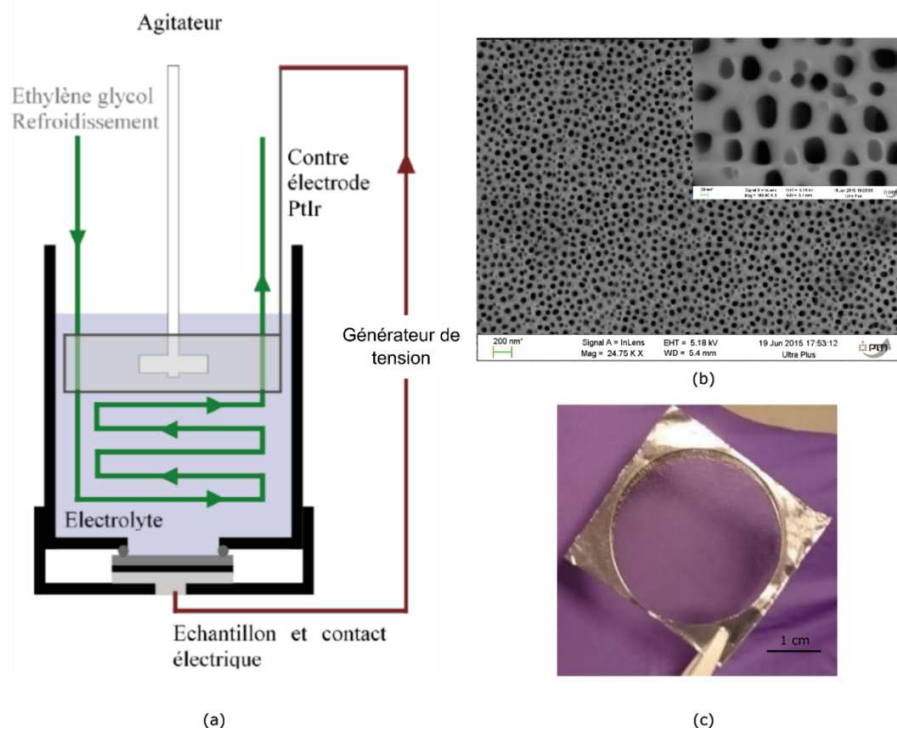 Agitateur
Ethylène glycol
Refroidissement
Contre
électrode
PtIr
Générateur de
tension
Electrolyte
Echantillon et contact
électrique
(a)
200 nm*
Signal A = InLens
Mag = 24.75 K X
EHT = 5.18 kV
WD = 5.4 mm
19 Jun 2015 17:53:12
Ultra Plus
(b)
1 cm
(c)